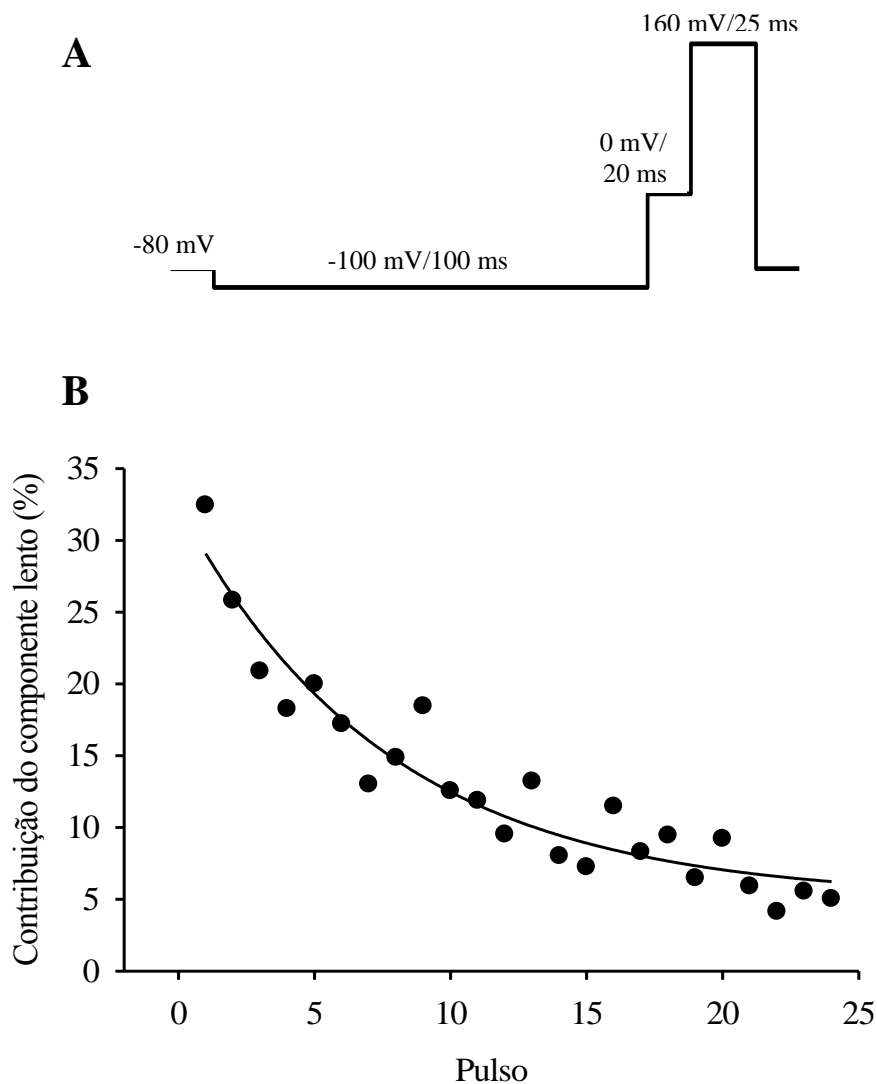 A
160 mV/25 ms
0 mV/
20 ms
-80 mV
-100 mV/100 ms
B
Contribuição do componente lento (%)
35
30
25
20
15
10
5
0
0 5 10 15 20 25
Pulso